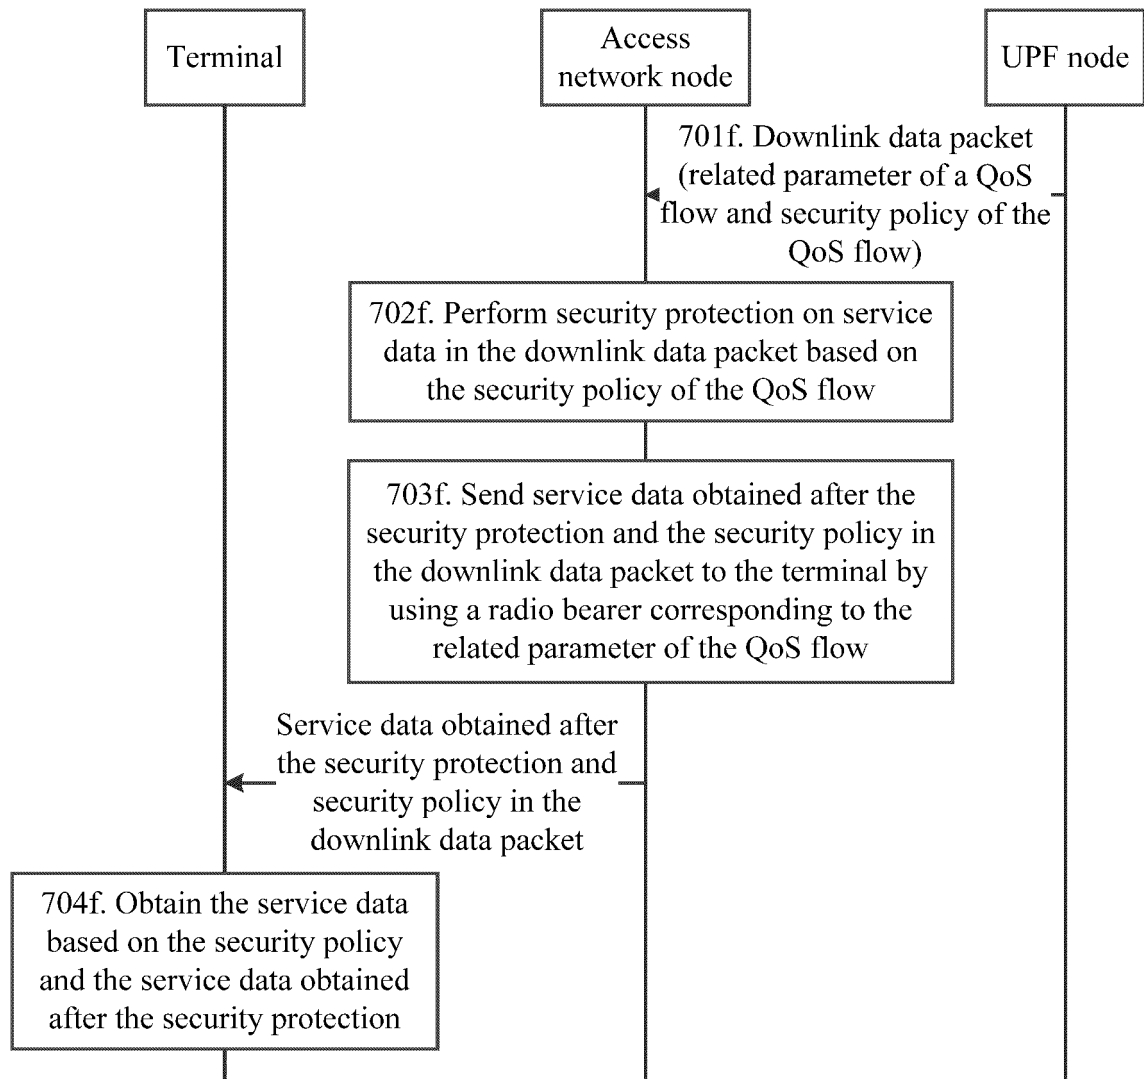 Terminal
Access
network node
UPF node
701f. Downlink data packet
(related parameter of a QoS
flow and security policy of the
QoS flow)
702f. Perform security protection on service
data in the downlink data packet based on
the security policy of the QoS flow
703f. Send service data obtained after the
security protection and the security policy in
the downlink data packet to the terminal by
using a radio bearer corresponding to the
related parameter of the QoS flow
Service data obtained after
the security protection and
security policy in the
downlink data packet
704f. Obtain the service data
based on the security policy
and the service data obtained
after the security protection